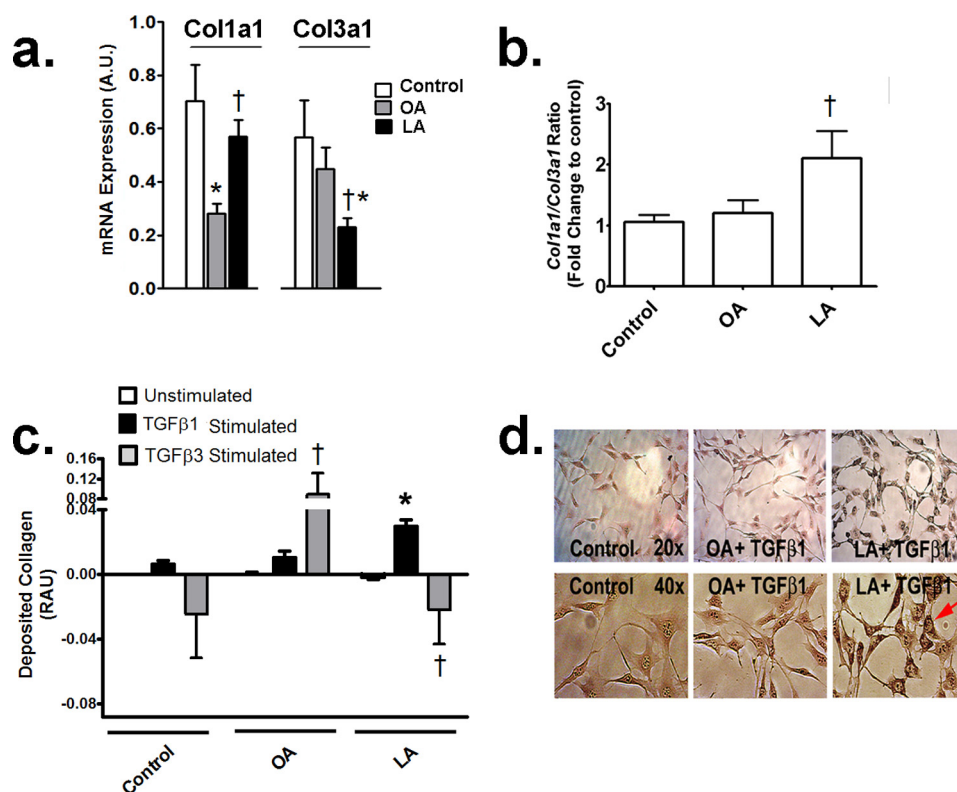 a.
Col1a1 Col3a1
mRNA Expression (A.U.)
1.0
0.8
0.6
0.4
0.2
0.0
Control
OA
LA
*
†
†*
b.
Col1a1/Col3a1 Ratio
(Fold Change to control)
3
2
1
0
†
Control OA LA
c.
Unstimulated
TGFβ1 Stimulated
TGFβ3 Stimulated
Deposited Collagen
(RAU)
0.16
0.12
0.08
0.04
0.00
-0.04
-0.08
†
*
†
Control OA LA
d.
Control 20x OA+ TGFβ1 LA+ TGFβ1
Control 40x OA+ TGFβ1 LA+ TGFβ1